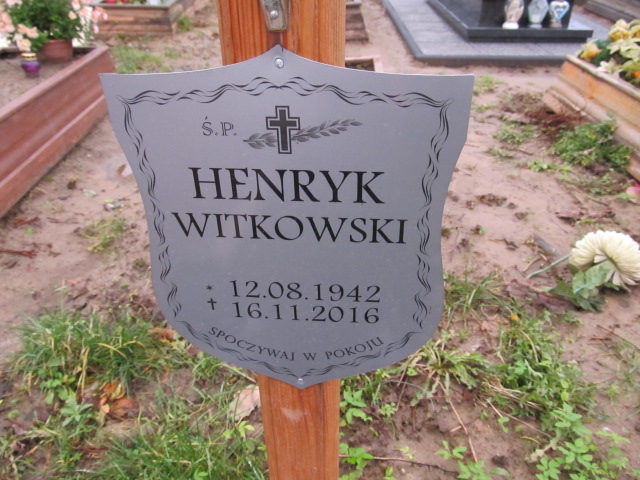 Ś.P.
HENRYK
WITKOWSKI
* 12.08.1942
† 16.11.2016
SPOCZYWAJ W POKOJU